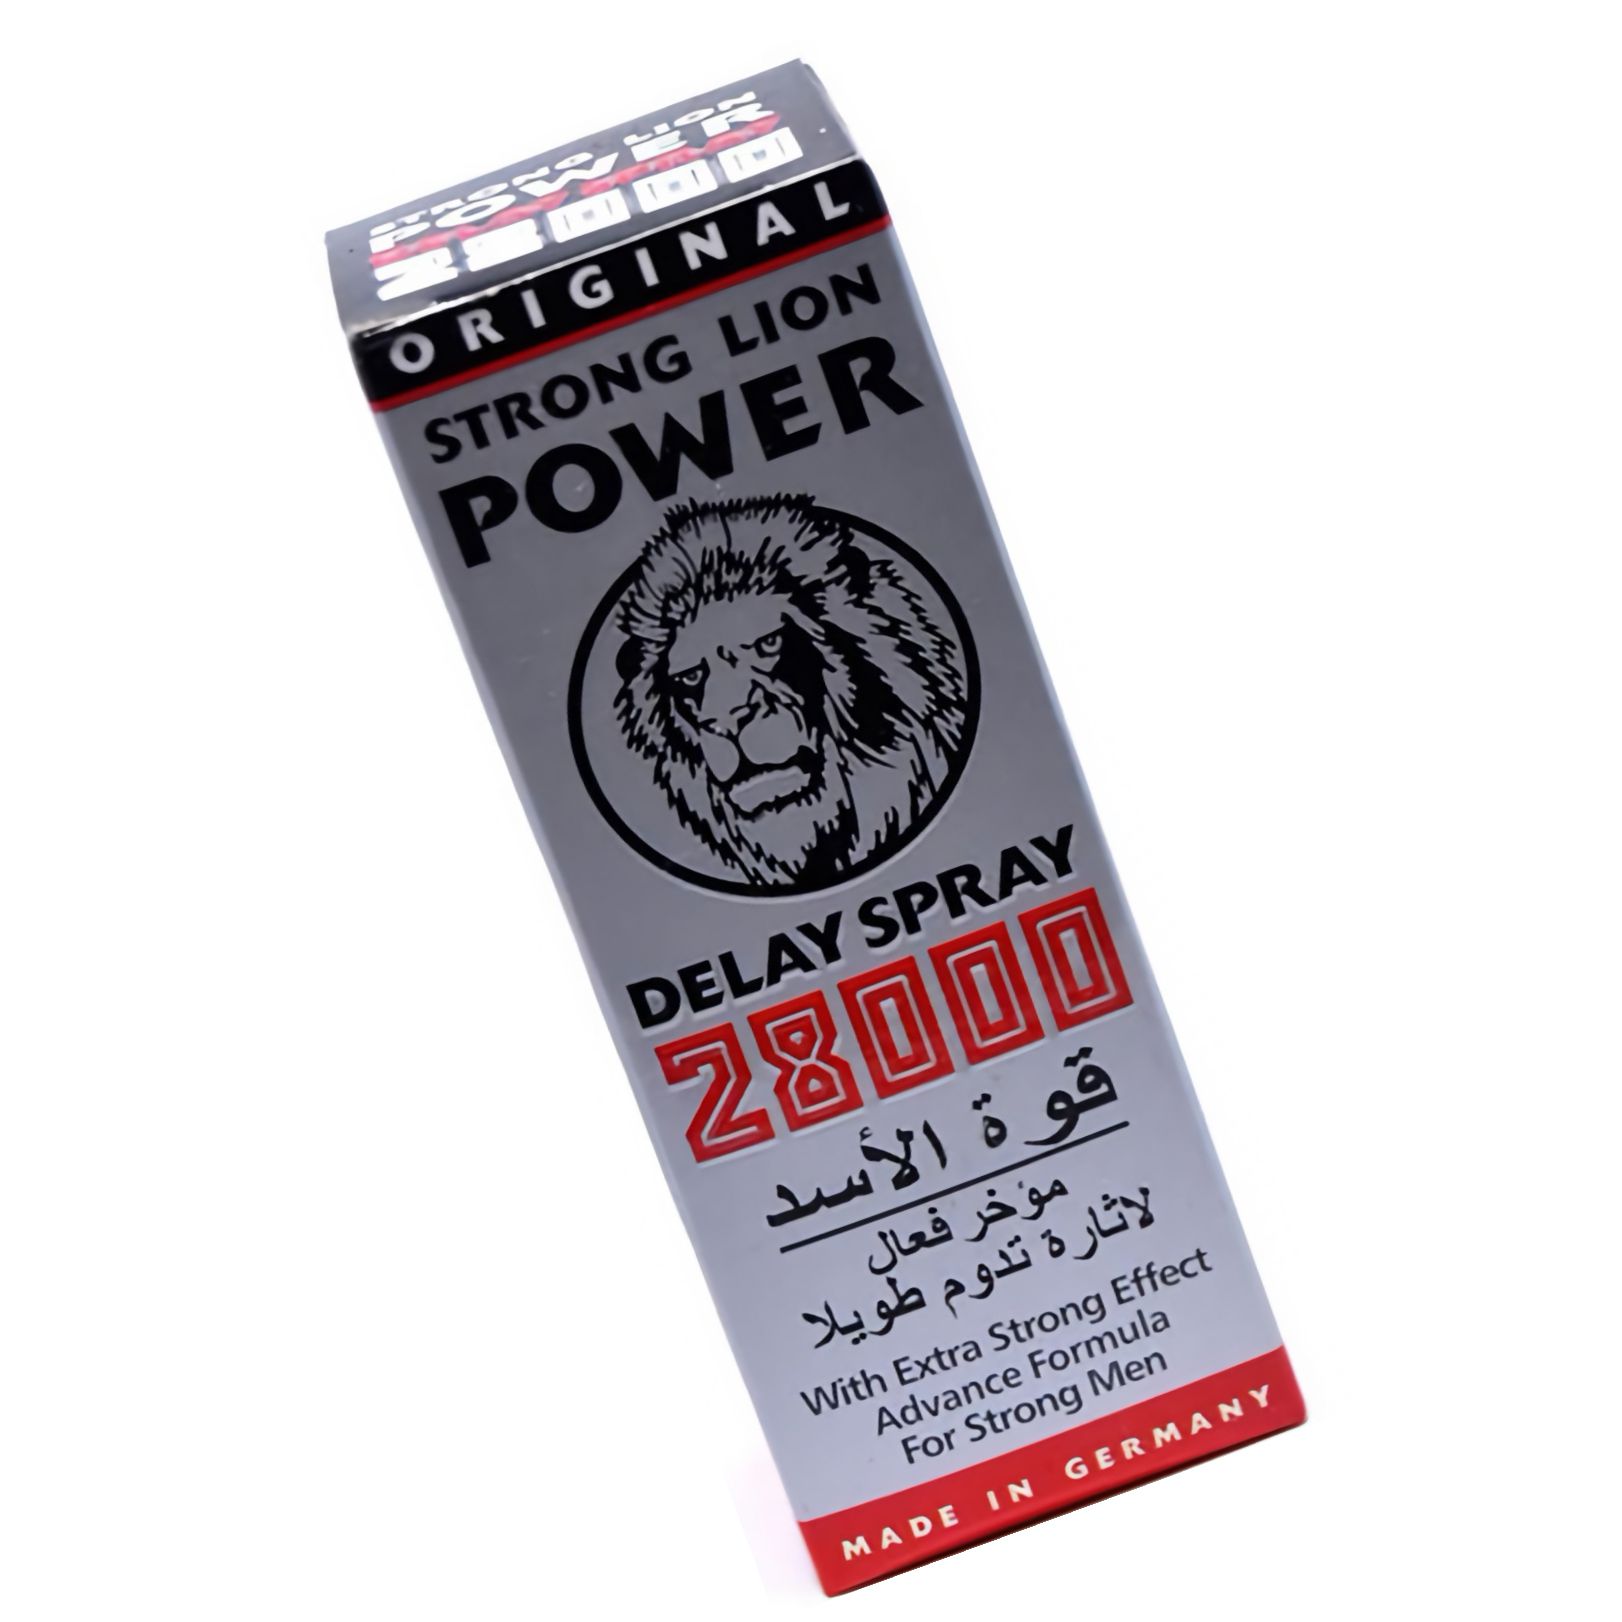 STRONG LION
POWER
28000
ORIGINAL
STRONG LION
POWER
DELAY SPRAY
28000
قوة الأسد
مؤخر فعال
لاثارة تدوم طويلا
With Extra Strong Effect
Advance Formula
For Strong Men
MADE IN GERMANY